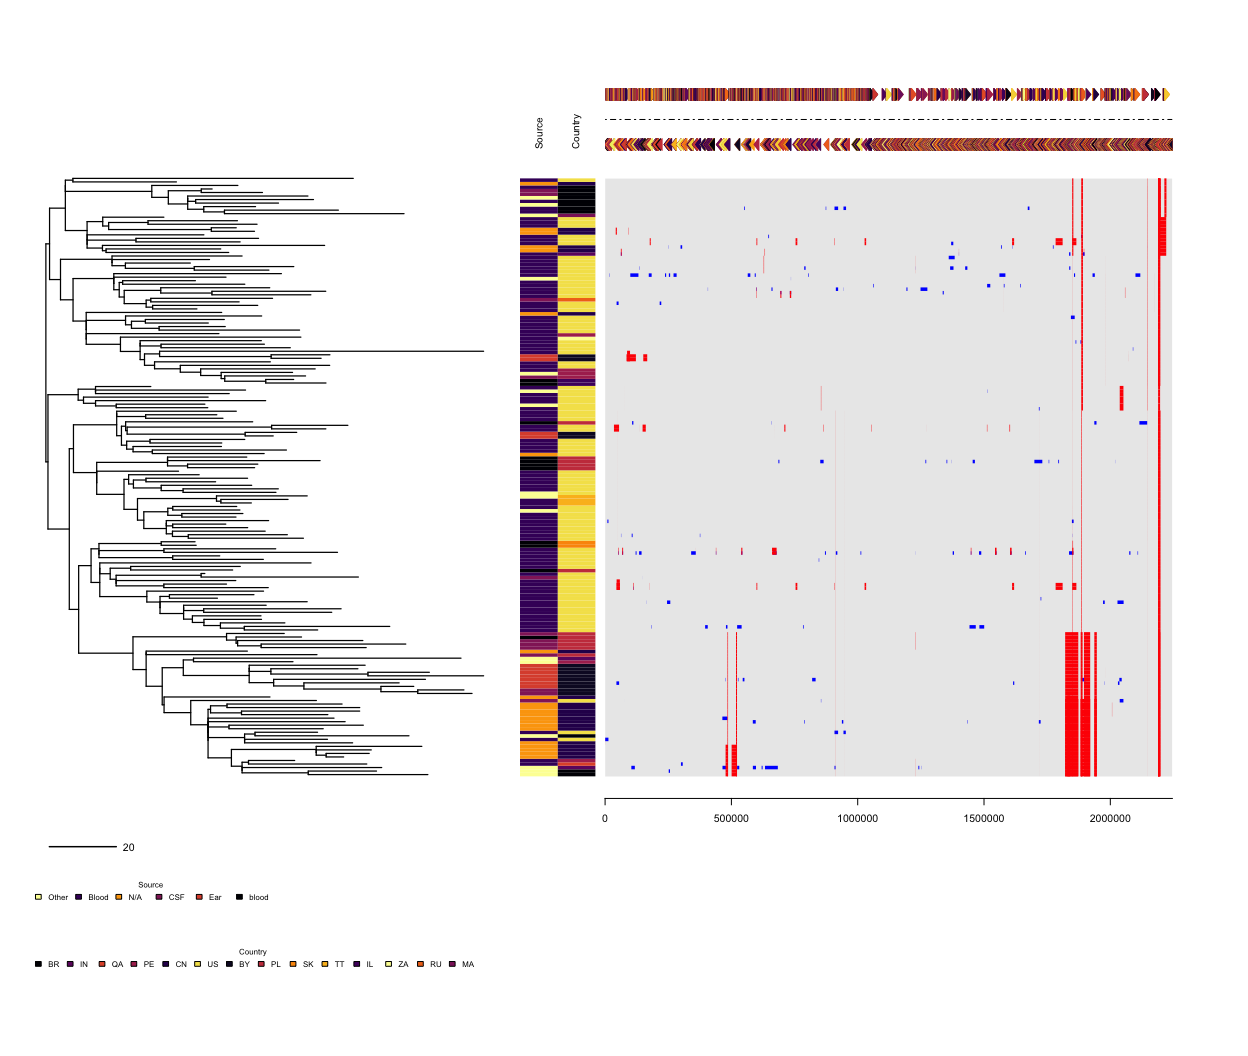 Source
Country
0 500000 1000000 1500000 2000000
20
Source
Other Blood N/A CSF Ear blood
Country
BR IN QA PE CN US BY PL SK TT IL ZA RU MA